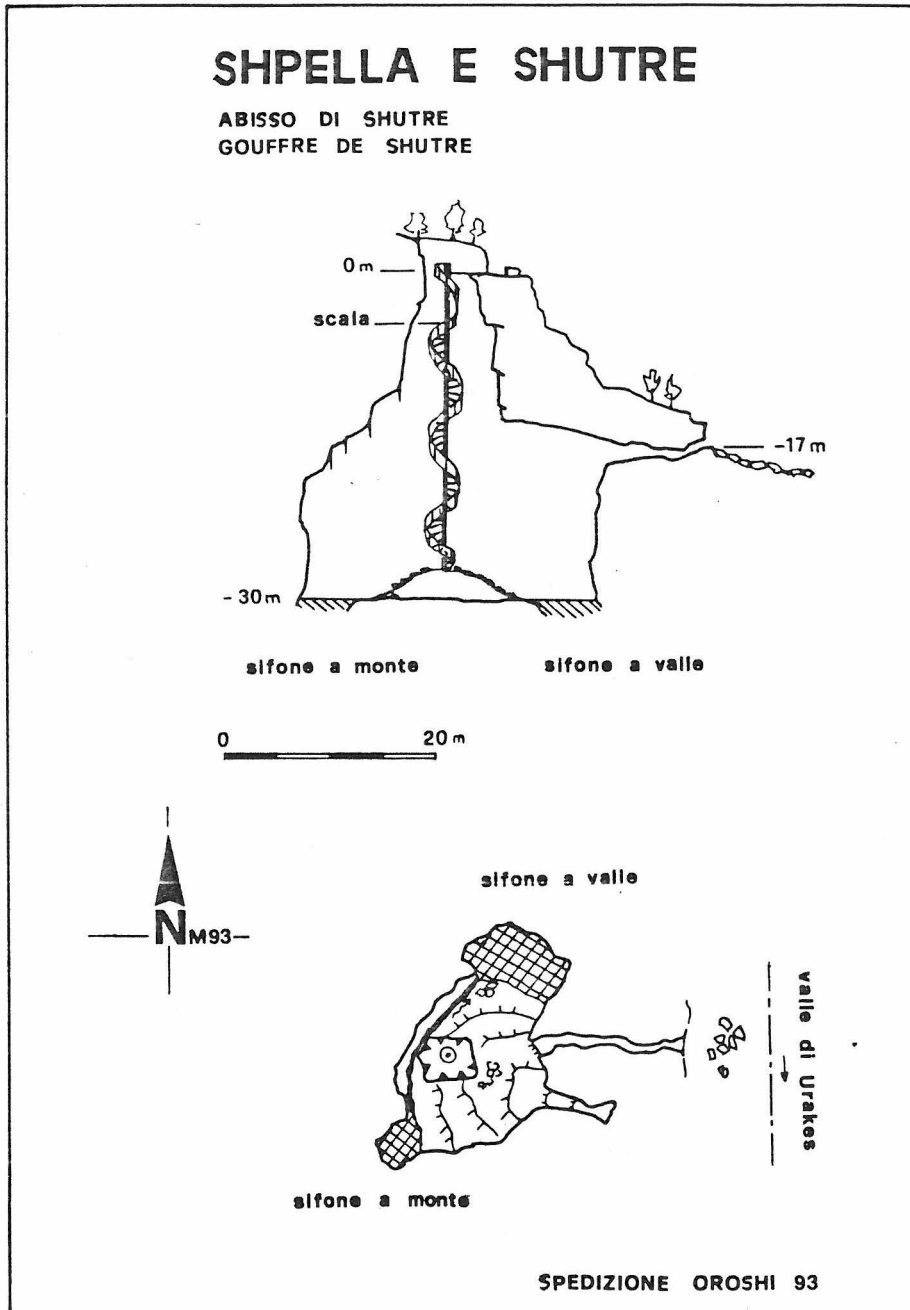 SHPELLA E SHUTRE
ABISSO DI SHUTRE
GOUFFRE DE SHUTRE
0 m
scala
-17 m
- 30 m
sifone a monte
sifone a valle
0
20 m
N M93
sifone a valle
valle di Urakes
sifone a monte
SPEDIZIONE OROSHI 93